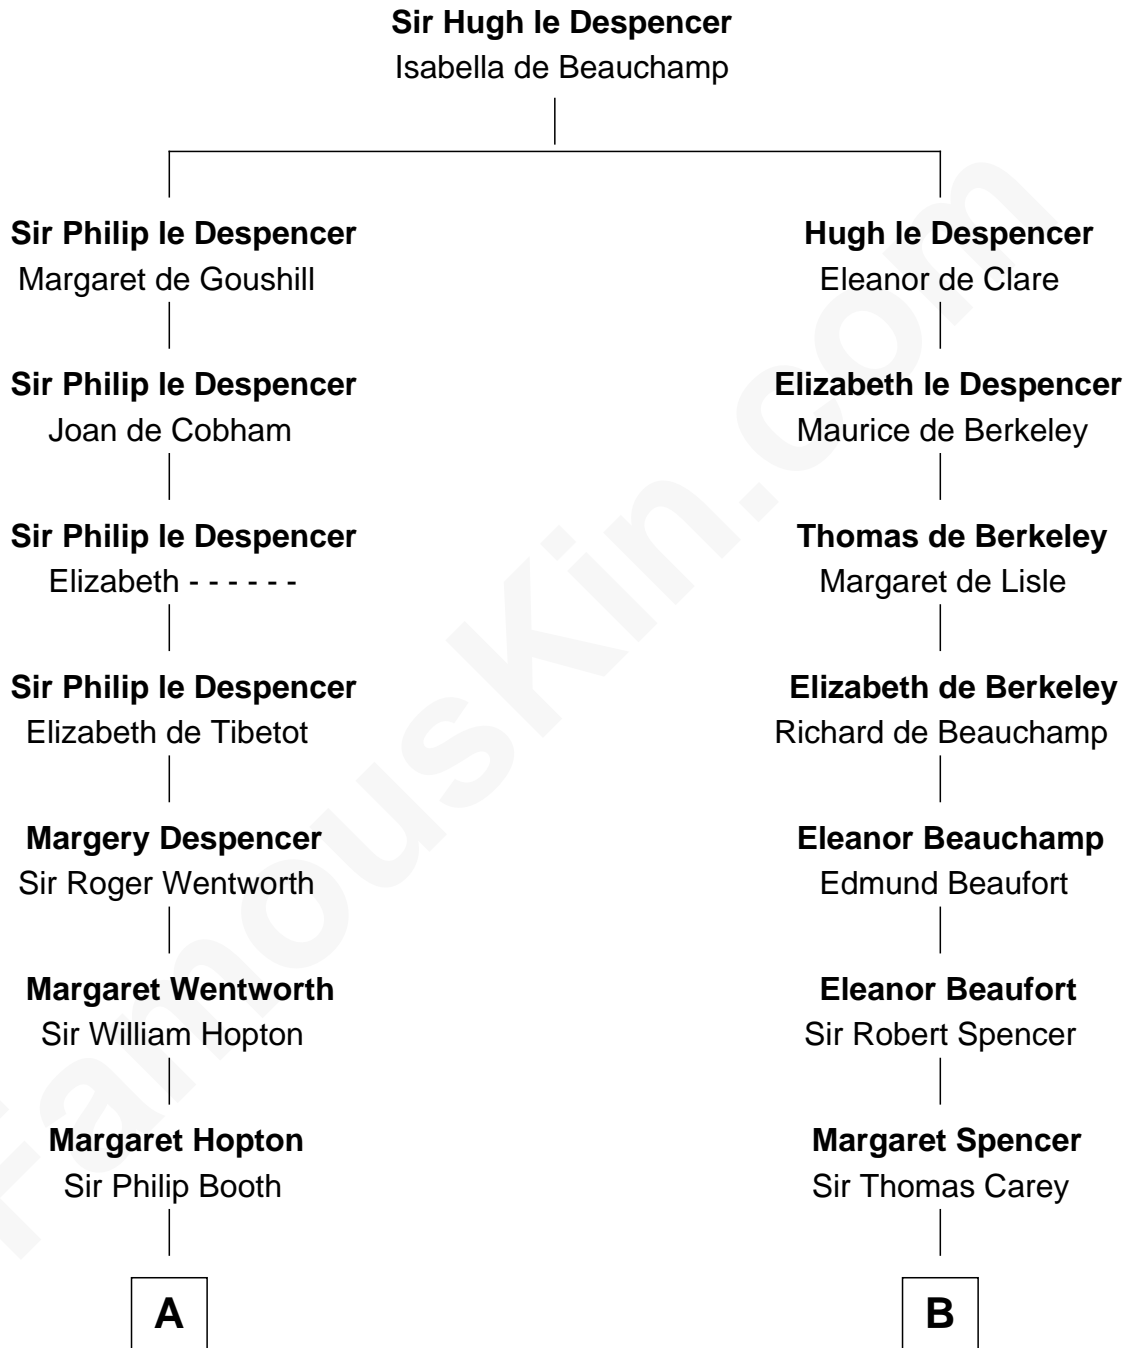 Sir Hugh le Despencer
Isabella de Beauchamp
Sir Philip le Despencer
Margaret de Goushill
Hugh le Despencer
Eleanor de Clare
Sir Philip le Despencer
Joan de Cobham
Elizabeth le Despencer
Maurice de Berkeley
Sir Philip le Despencer
Elizabeth - - - - - -
Thomas de Berkeley
Margaret de Lisle
Sir Philip le Despencer
Elizabeth de Tibetot
Elizabeth de Berkeley
Richard de Beauchamp
Margery Despencer
Sir Roger Wentworth
Eleanor Beauchamp
Edmund Beaufort
Margaret Wentworth
Sir William Hopton
Eleanor Beaufort
Sir Robert Spencer
Margaret Hopton
Sir Philip Booth
Margaret Spencer
Sir Thomas Carey
A
B
FamousKin.com